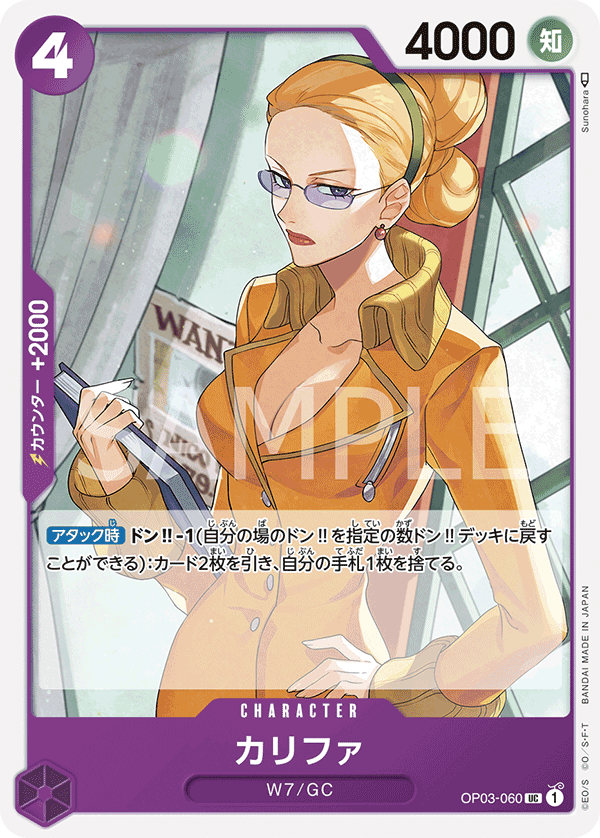 4
4000
知
Sunohara
カウンター +2000
WAN
SAMPLE
アタック時 ドン!!-1(自分の場のドン!!を指定の数ドン!!デッキに戻す
ことができる):カード2枚を引き、自分の手札1枚を捨てる。
CHARACTER
カリファ
W7/GC
OP03-060 UC 1
©E.O/S ©O/S・F・T BANDAI MADE IN JAPAN